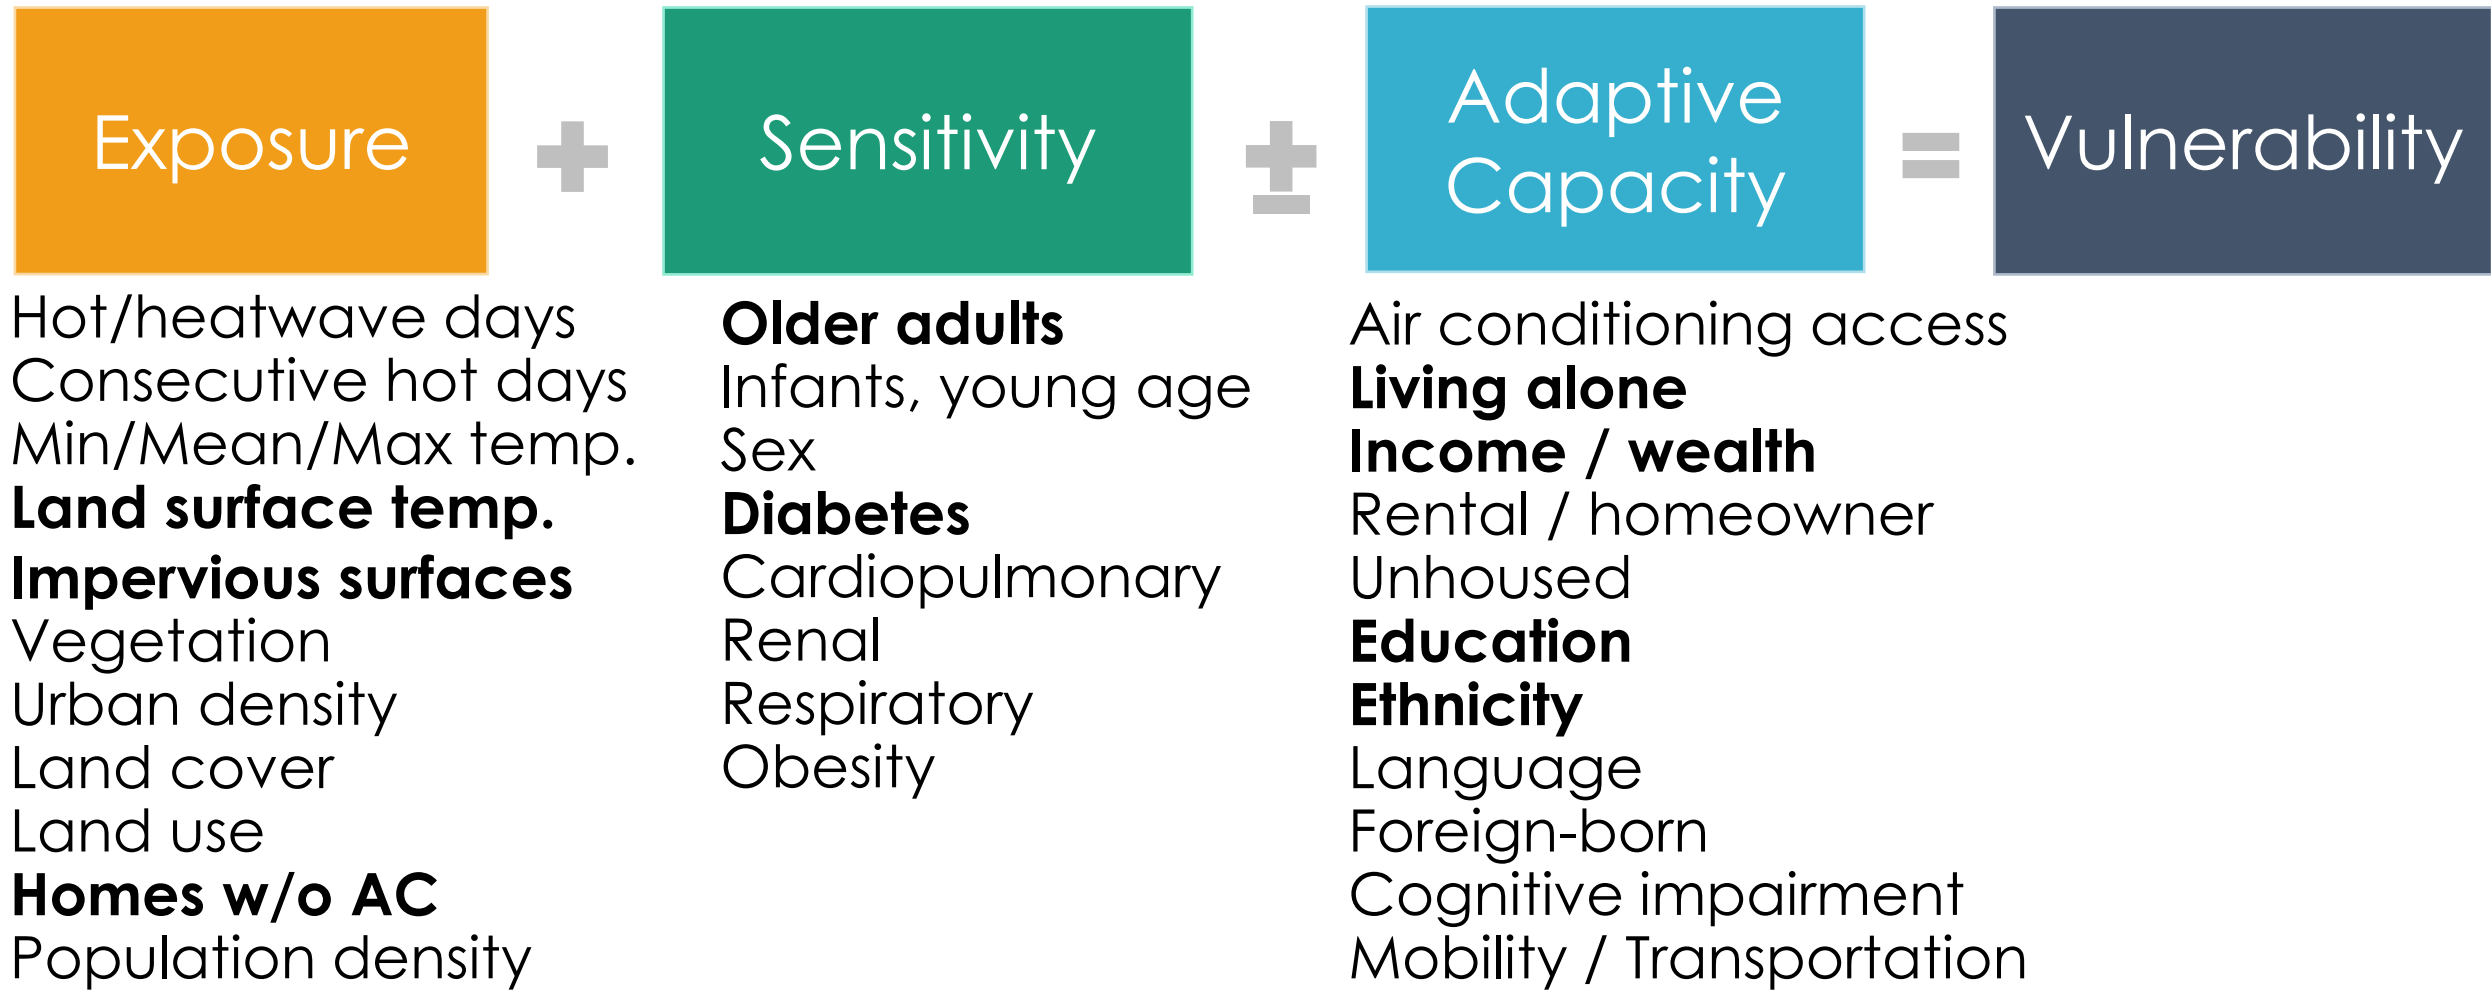 Exposure
+
Sensitivity
±
Adaptive
Capacity
=
Vulnerability
Hot/heatwave days
Consecutive hot days
Min/Mean/Max temp.
Land surface temp.
Impervious surfaces
Vegetation
Urban density
Land cover
Land use
Homes w/o AC
Population density
Older adults
Infants, young age
Sex
Diabetes
Cardiopulmonary
Renal
Respiratory
Obesity
Air conditioning access
Living alone
Income / wealth
Rental / homeowner
Unhoused
Education
Ethnicity
Language
Foreign-born
Cognitive impairment
Mobility / Transportation